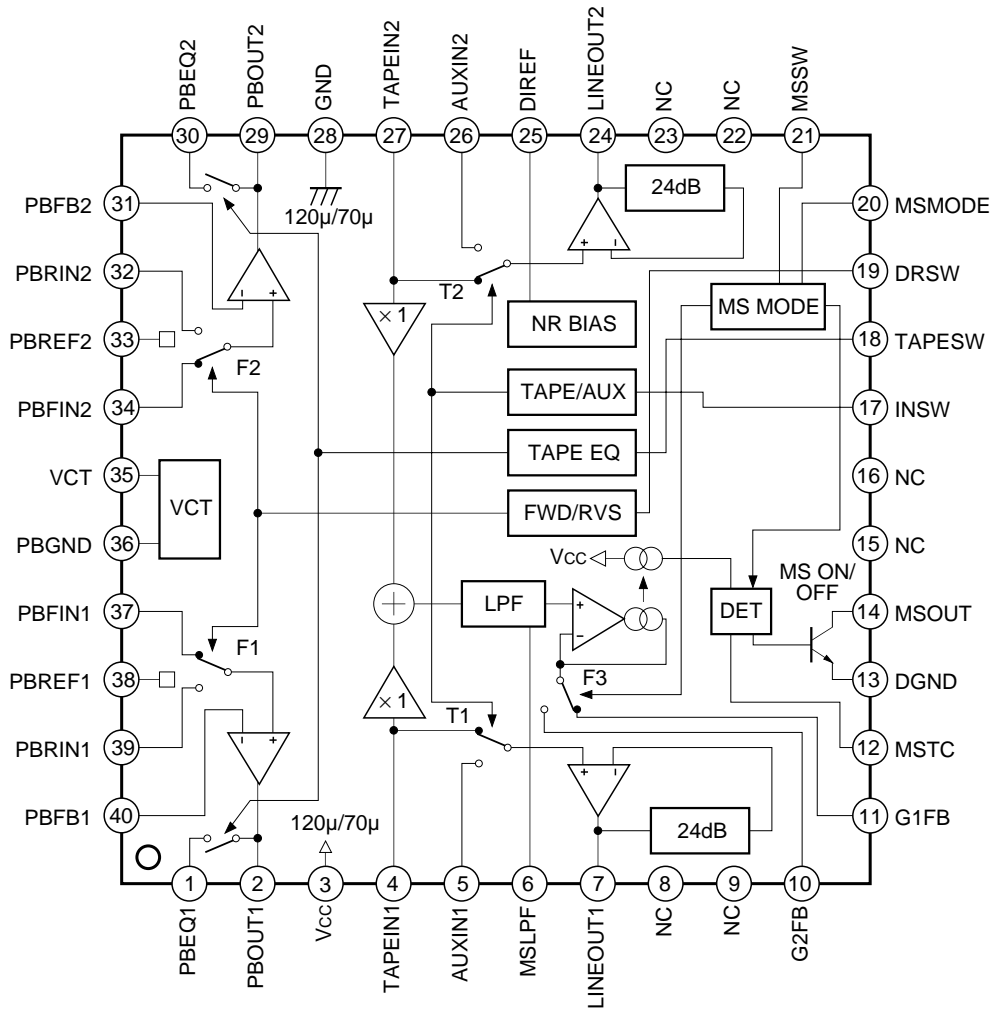 PBEQ2
PBOUT2
GND
TAPEIN2
AUXIN2
DIREF
LINEOUT2
NC
NC
MSSW
30 29 28 27 26 25 24 23 22 21
PBFB2 31
120µ/70µ
24dB
20 MSMODE
+ −
PBRIN2 32
− +
T2
19 DRSW
× 1
NR BIAS
MS MODE
PBREF2 33
18 TAPESW
F2
PBFIN2 34
TAPE/AUX
17 INSW
TAPE EQ
VCT 35
16 NC
VCT
FWD/RVS
PBGND 36
VCC
15 NC
MS ON/
OFF
PBFIN1 37
+
LPF
+
−
DET
14 MSOUT
F1
PBREF1 38
F3
13 DGND
× 1
T1
PBRIN1 39
− +
+ −
12 MSTC
PBFB1 40
120µ/70µ
24dB
11 G1FB
1 2 3 4 5 6 7 8 9 10
PBEQ1
PBOUT1
VCC
TAPEIN1
AUXIN1
MSLPF
LINEOUT1
NC
NC
G2FB